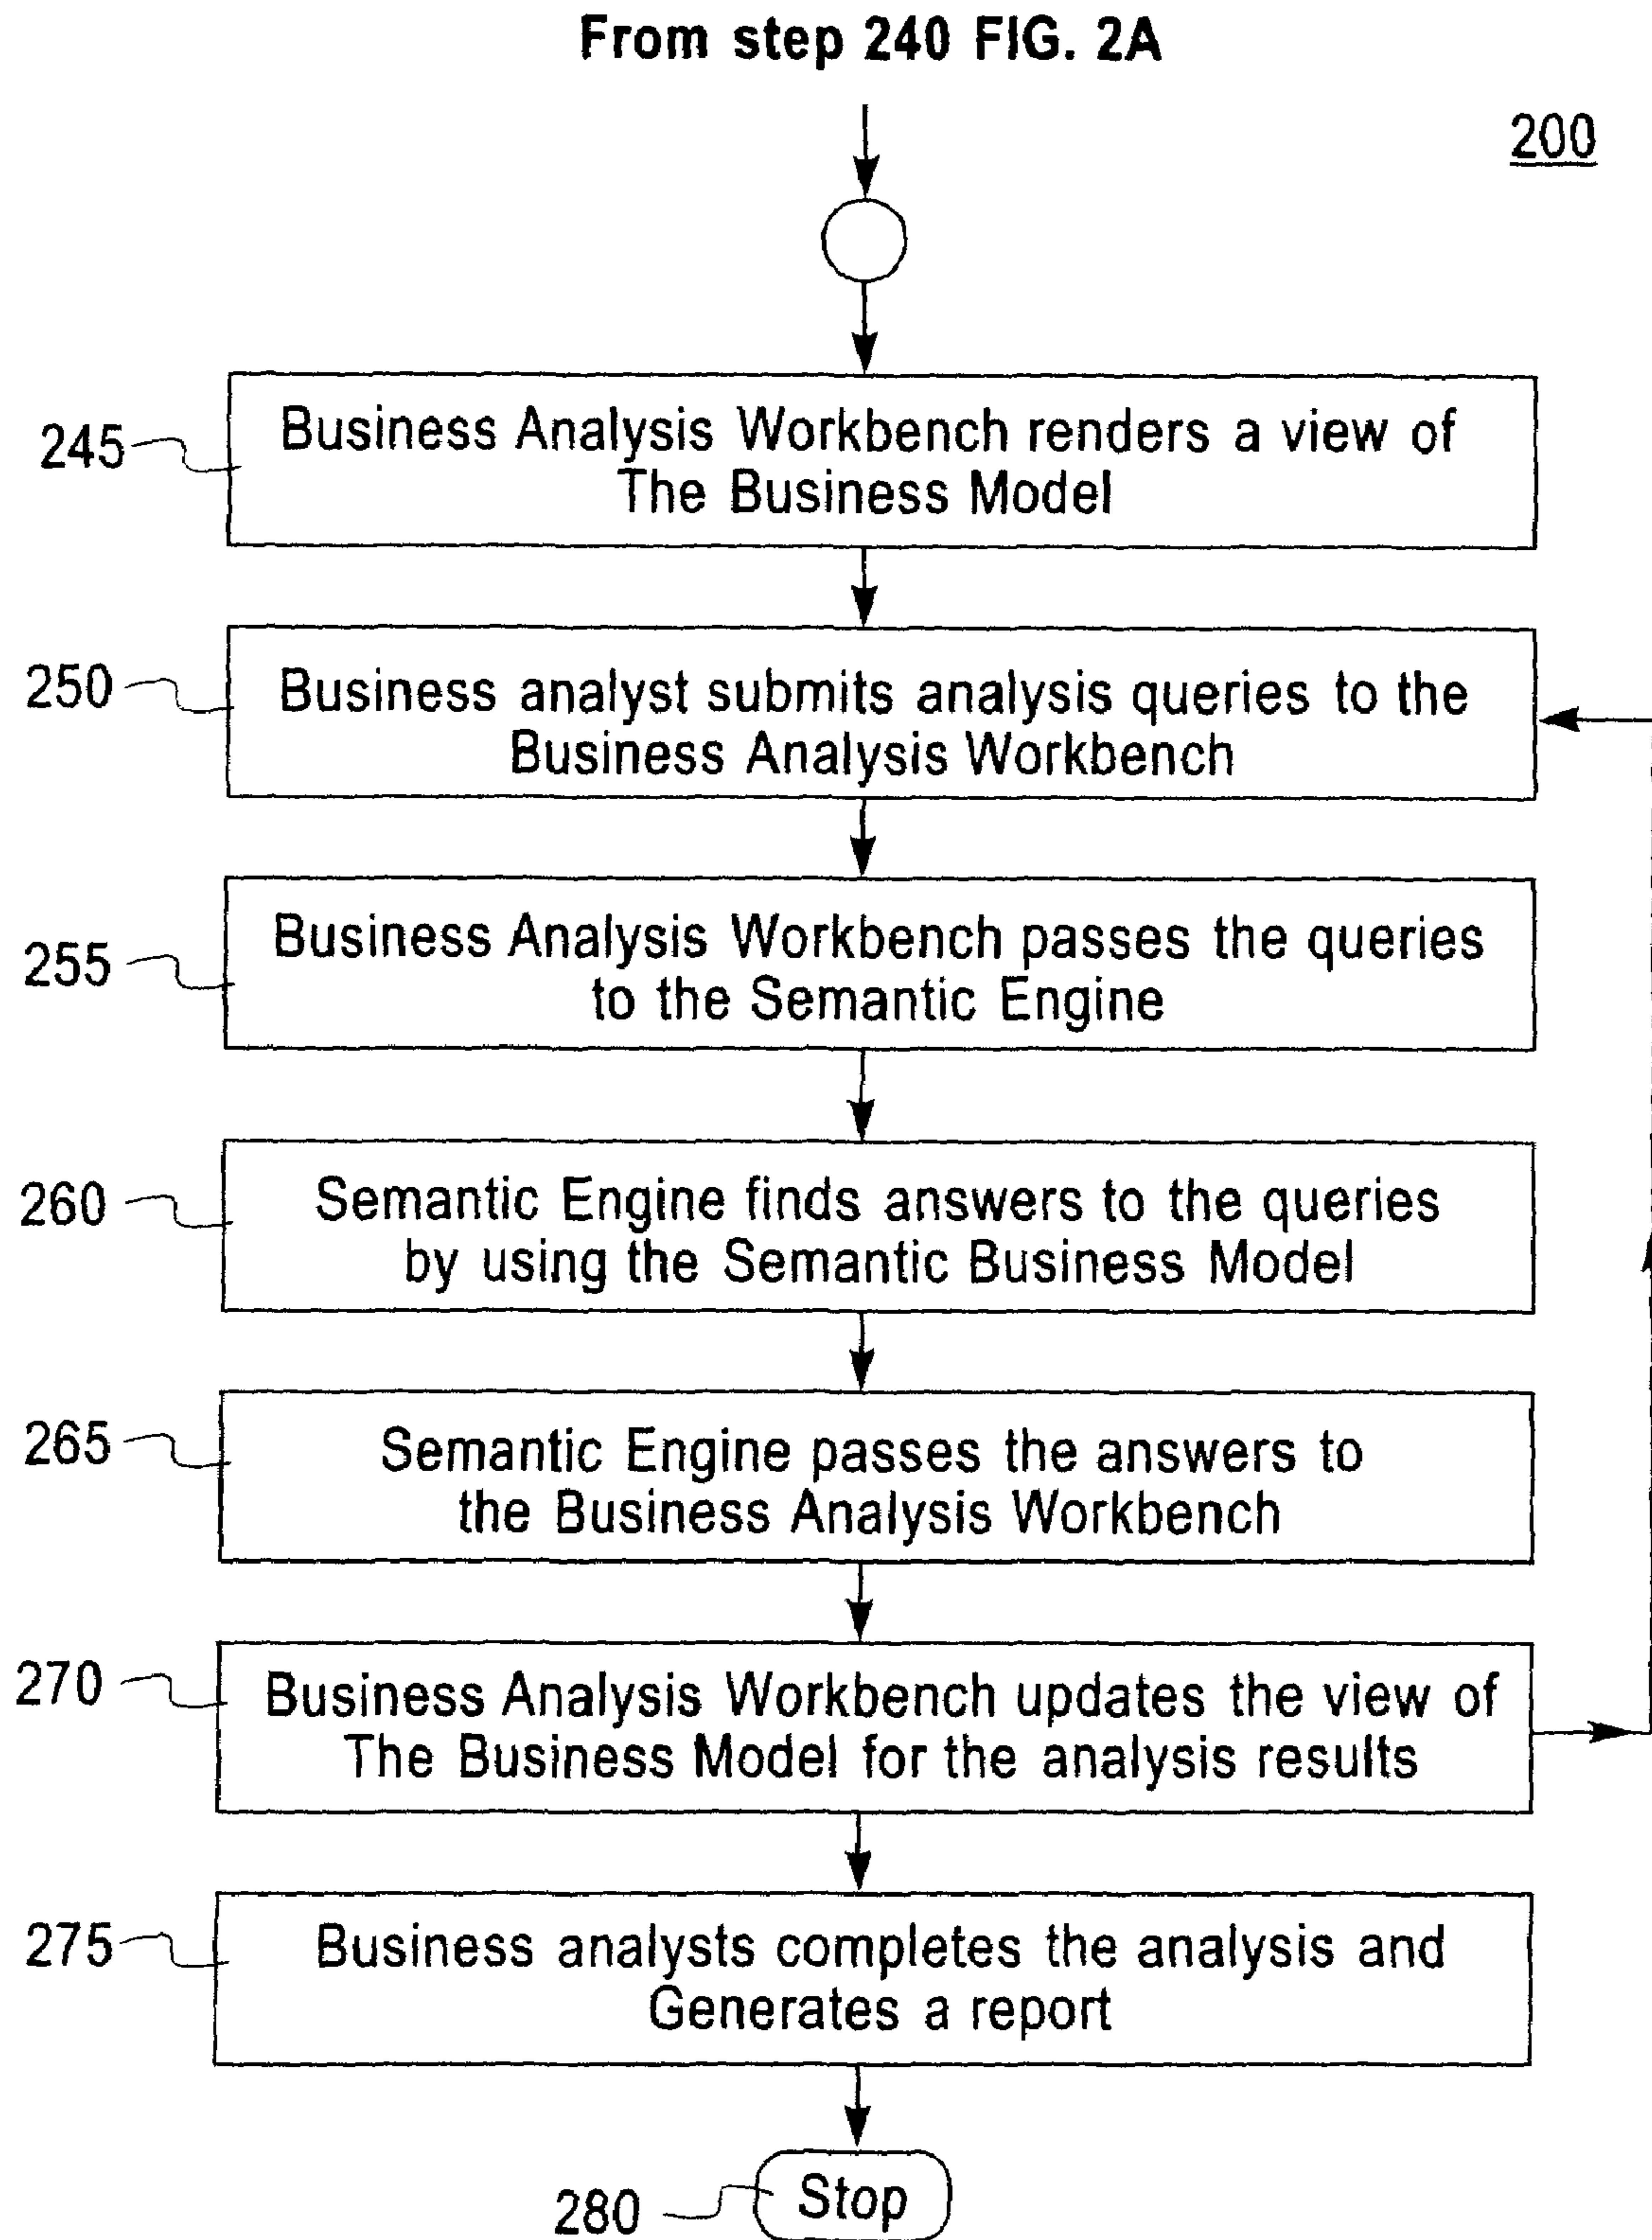 From step 240 FIG. 2A
200
245
Business Analysis Workbench renders a view of
The Business Model
250
Business analyst submits analysis queries to the
Business Analysis Workbench
255
Business Analysis Workbench passes the queries
to the Semantic Engine
260
Semantic Engine finds answers to the queries
by using the Semantic Business Model
265
Semantic Engine passes the answers to
the Business Analysis Workbench
270
Business Analysis Workbench updates the view of
The Business Model for the analysis results
275
Business analysts completes the analysis and
Generates a report
280
Stop